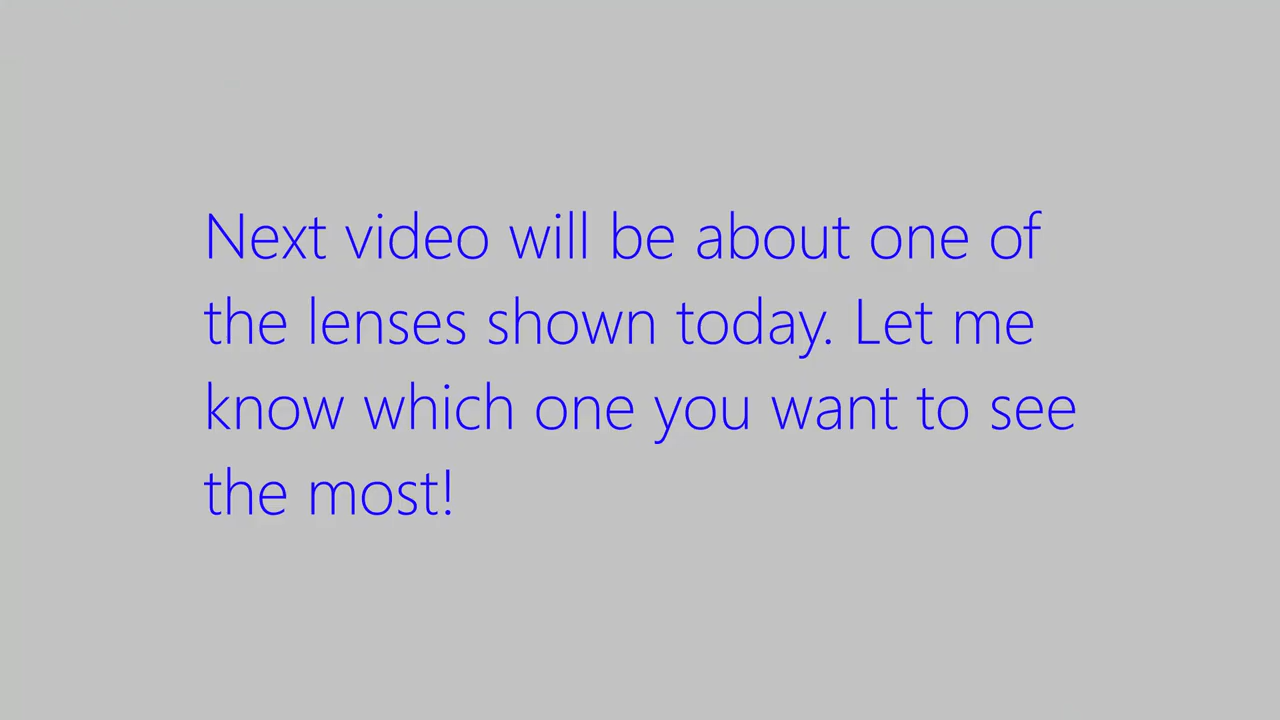 Next video will be about one of
the lenses shown today. Let me
know which one you want to see
the most!